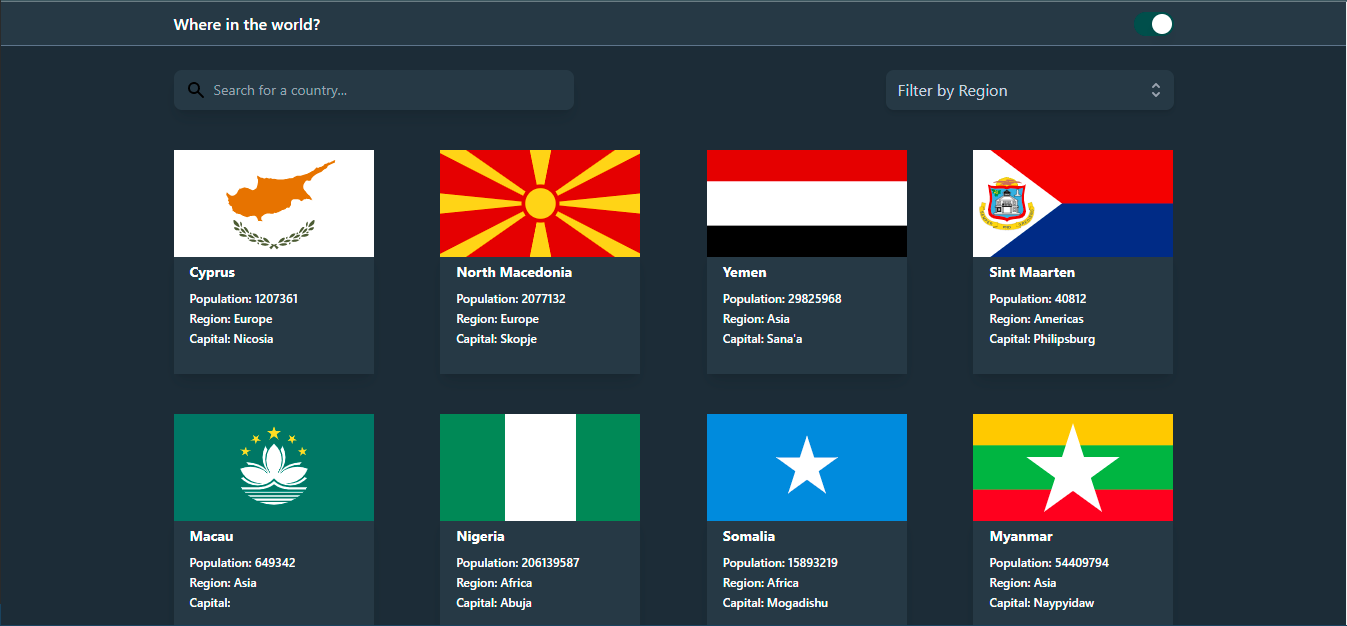 Where in the world?
Search for a country...
Filter by Region
Cyprus
Population: 1207361
Region: Europe
Capital: Nicosia
North Macedonia
Population: 2077132
Region: Europe
Capital: Skopje
Yemen
Population: 29825968
Region: Asia
Capital: Sana'a
Sint Maarten
Population: 40812
Region: Americas
Capital: Philipsburg
Macau
Population: 649342
Region: Asia
Capital:
Nigeria
Population: 206139587
Region: Africa
Capital: Abuja
Somalia
Population: 15893219
Region: Africa
Capital: Mogadishu
Myanmar
Population: 54409794
Region: Asia
Capital: Naypyidaw